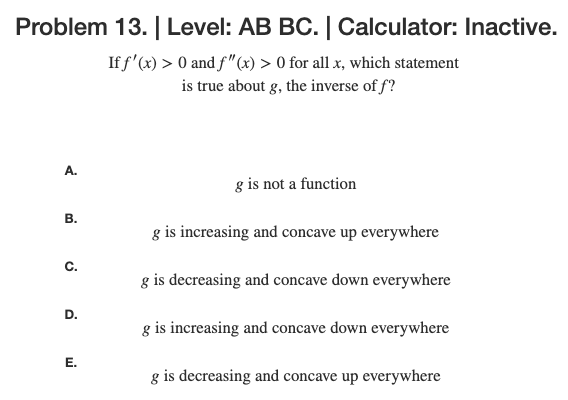 Problem 13. | Level: AB BC. | Calculator: Inactive.
If f′(x) > 0 and f″(x) > 0 for all x, which statement
is true about g, the inverse of f?
A.
g is not a function
B.
g is increasing and concave up everywhere
C.
g is decreasing and concave down everywhere
D.
g is increasing and concave down everywhere
E.
g is decreasing and concave up everywhere